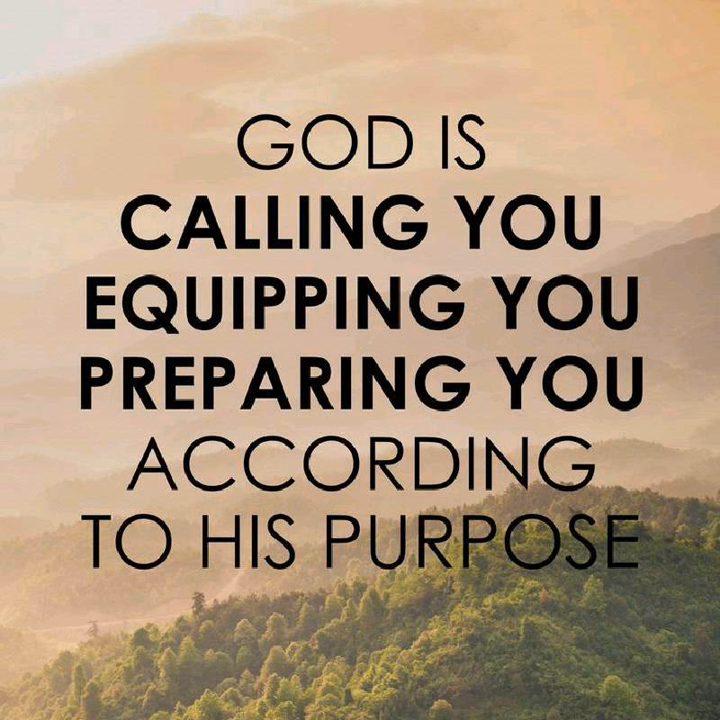 GOD IS
CALLING YOU
EQUIPPING YOU
PREPARING YOU
ACCORDING
TO HIS PURPOSE